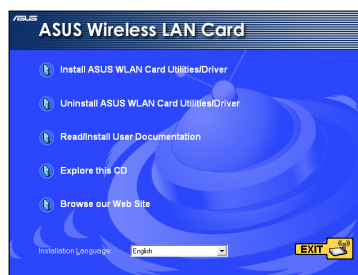 ASUS
ASUS Wireless LAN Card
Install ASUS WLAN Card Utilities/Driver
Uninstall ASUS WLAN Card Utilities/Driver
Read/Install User Documentation
Explore this CD
Browse our Web Site
Installation Language: English
EXIT